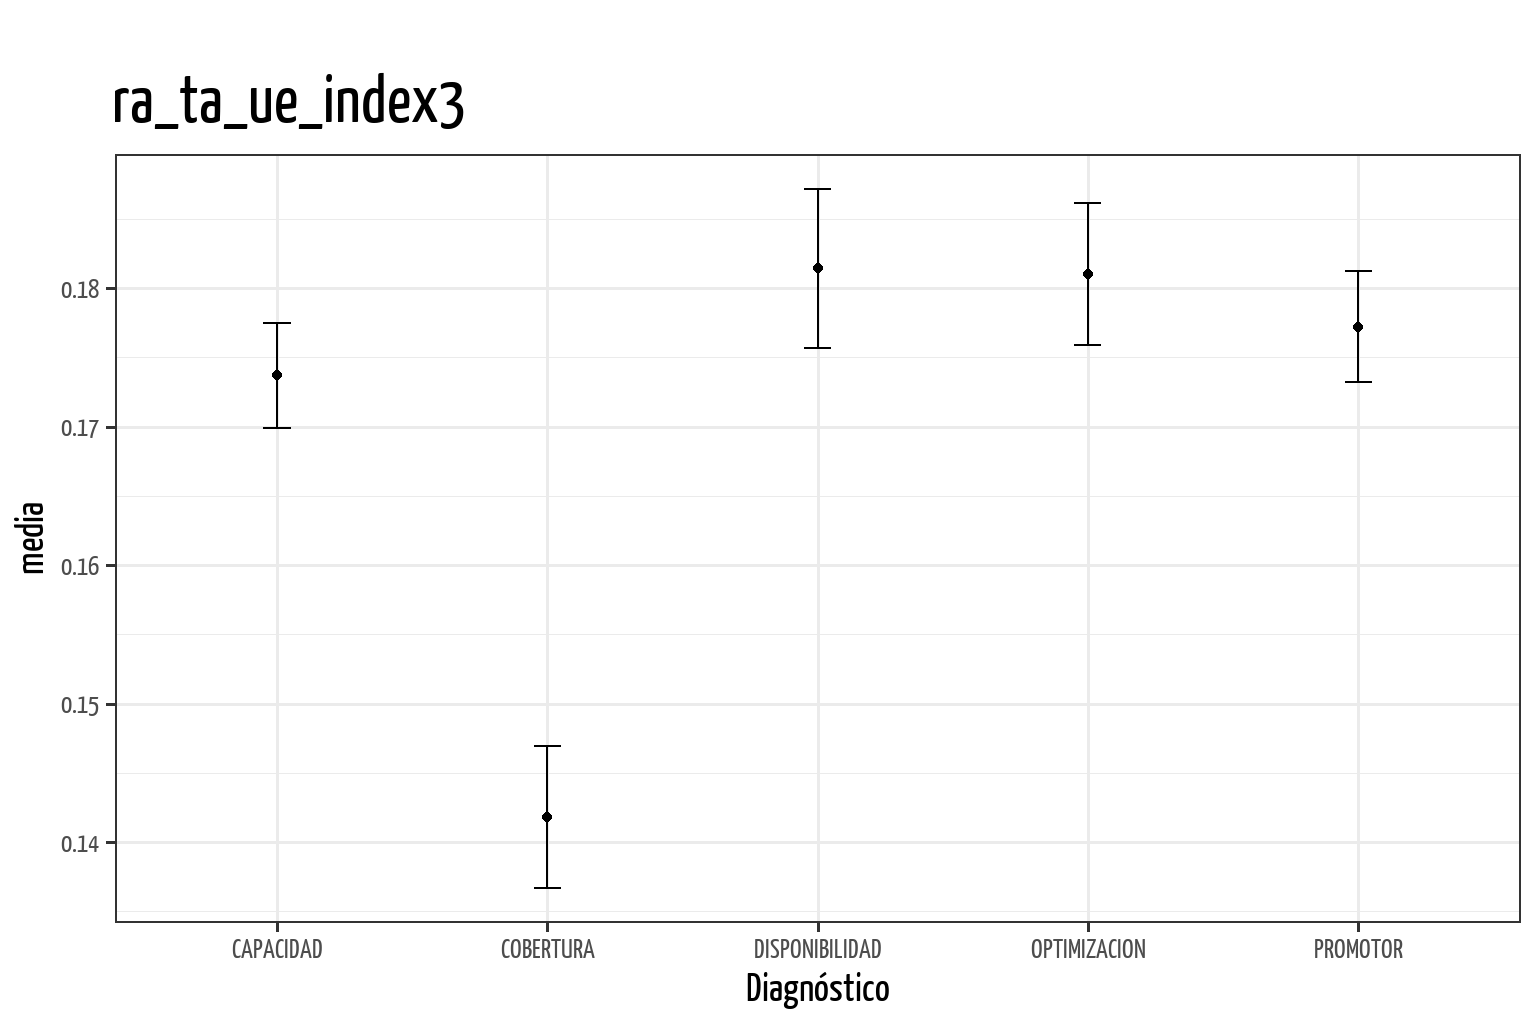 ra_ta_ue_index3
media
0.18
0.17
0.16
0.15
0.14
CAPACIDAD
COBERTURA
DISPONIBILIDAD
OPTIMIZACION
PROMOTOR
Diagnóstico